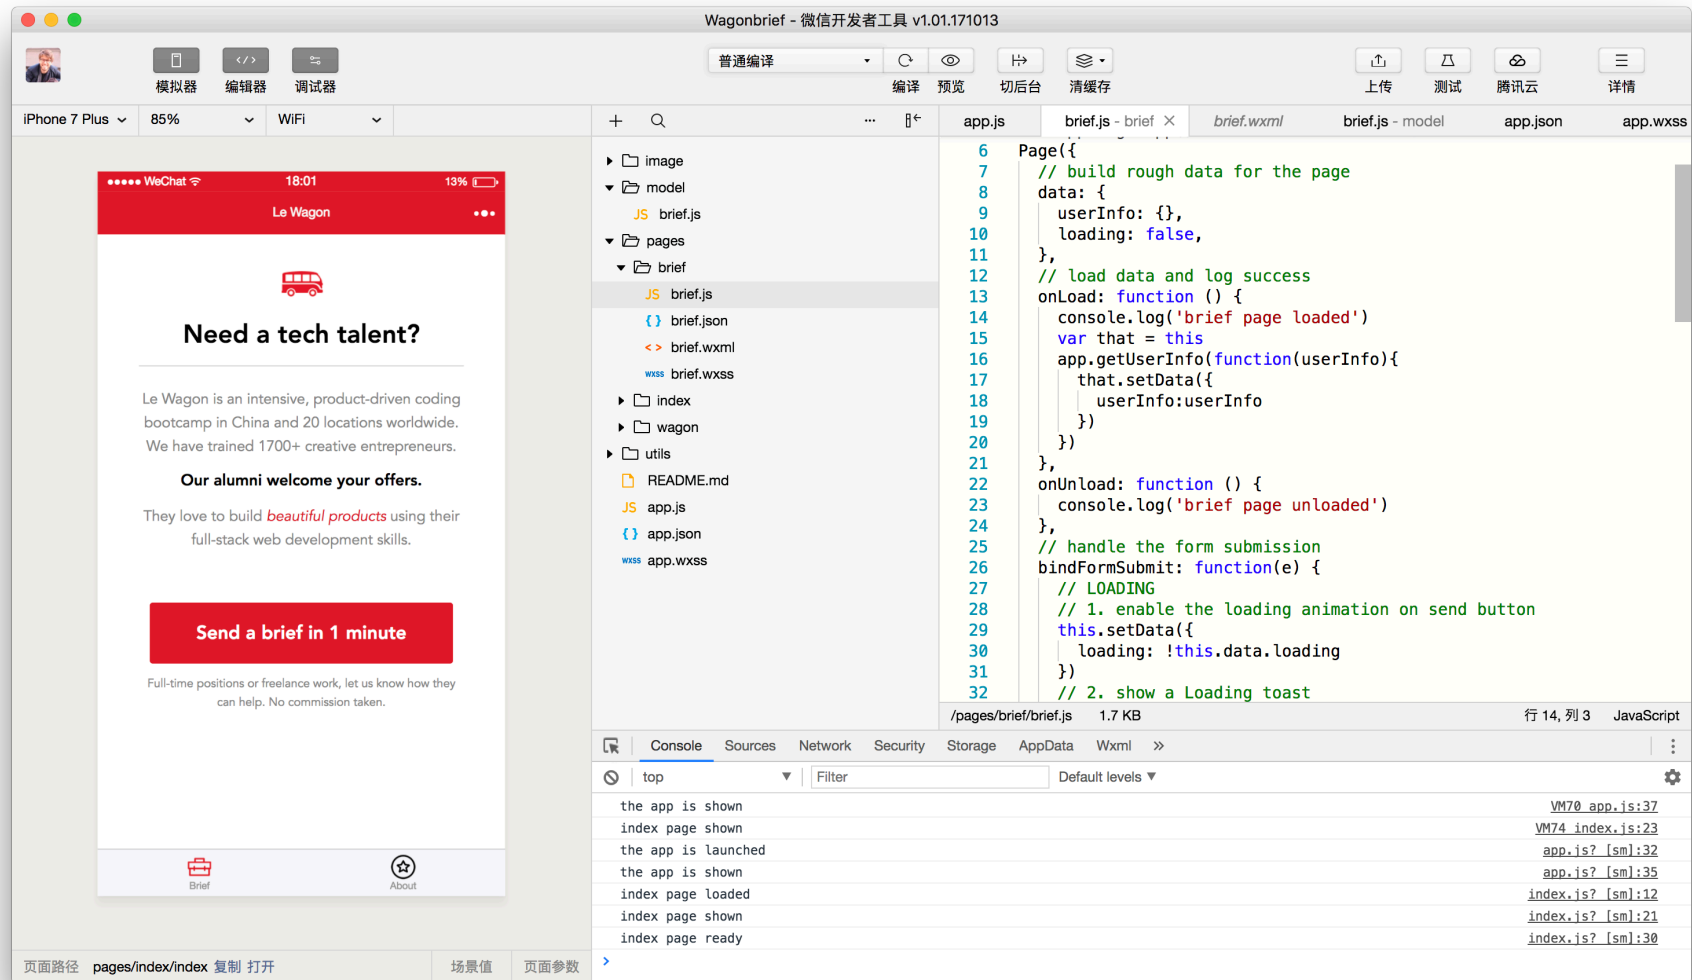 Wagonbrief - 微信开发者工具 v1.01.171013
模拟器 编辑器 调试器
普通编译
编译 预览 切后台 清缓存
上传 测试 腾讯云 详情
iPhone 7 Plus 85% WiFi
WeChat 18:01 13%
Le Wagon
Need a tech talent?
Le Wagon is an intensive, product-driven coding
bootcamp in China and 20 locations worldwide.
We have trained 1700+ creative entrepreneurs.
Our alumni welcome your offers.
They love to build beautiful products using their
full-stack web development skills.
Send a brief in 1 minute
Full-time positions or freelance work, let us know how they
can help. No commission taken.
Brief About
页面路径 pages/index/index 复制 打开 场景值 页面参数
image
model
JS brief.js
pages
brief
JS brief.js
{ } brief.json
< > brief.wxml
wxss brief.wxss
index
wagon
utils
README.md
JS app.js
{ } app.json
wxss app.wxss
app.js brief.js - brief brief.wxml brief.js - model app.json app.wxss
6 Page({
7 // build rough data for the page
8 data: {
9 userInfo: {},
10 loading: false,
11 },
12 // load data and log success
13 onLoad: function () {
14 console.log('brief page loaded')
15 var that = this
16 app.getUserInfo(function(userInfo){
17 that.setData({
18 userInfo:userInfo
19 })
20 })
21 },
22 onUnload: function () {
23 console.log('brief page unloaded')
24 },
25 // handle the form submission
26 bindFormSubmit: function(e) {
27 // LOADING
28 // 1. enable the loading animation on send button
29 this.setData({
30 loading: !this.data.loading
31 })
32 // 2. show a Loading toast
/pages/brief/brief.js 1.7 KB 行 14, 列 3 JavaScript
Console Sources Network Security Storage AppData Wxml »
top Filter Default levels
the app is shown VM70 app.js:37
index page shown VM74 index.js:23
the app is launched app.js? [sm]:32
the app is shown app.js? [sm]:35
index page loaded index.js? [sm]:12
index page shown index.js? [sm]:21
index page ready index.js? [sm]:30